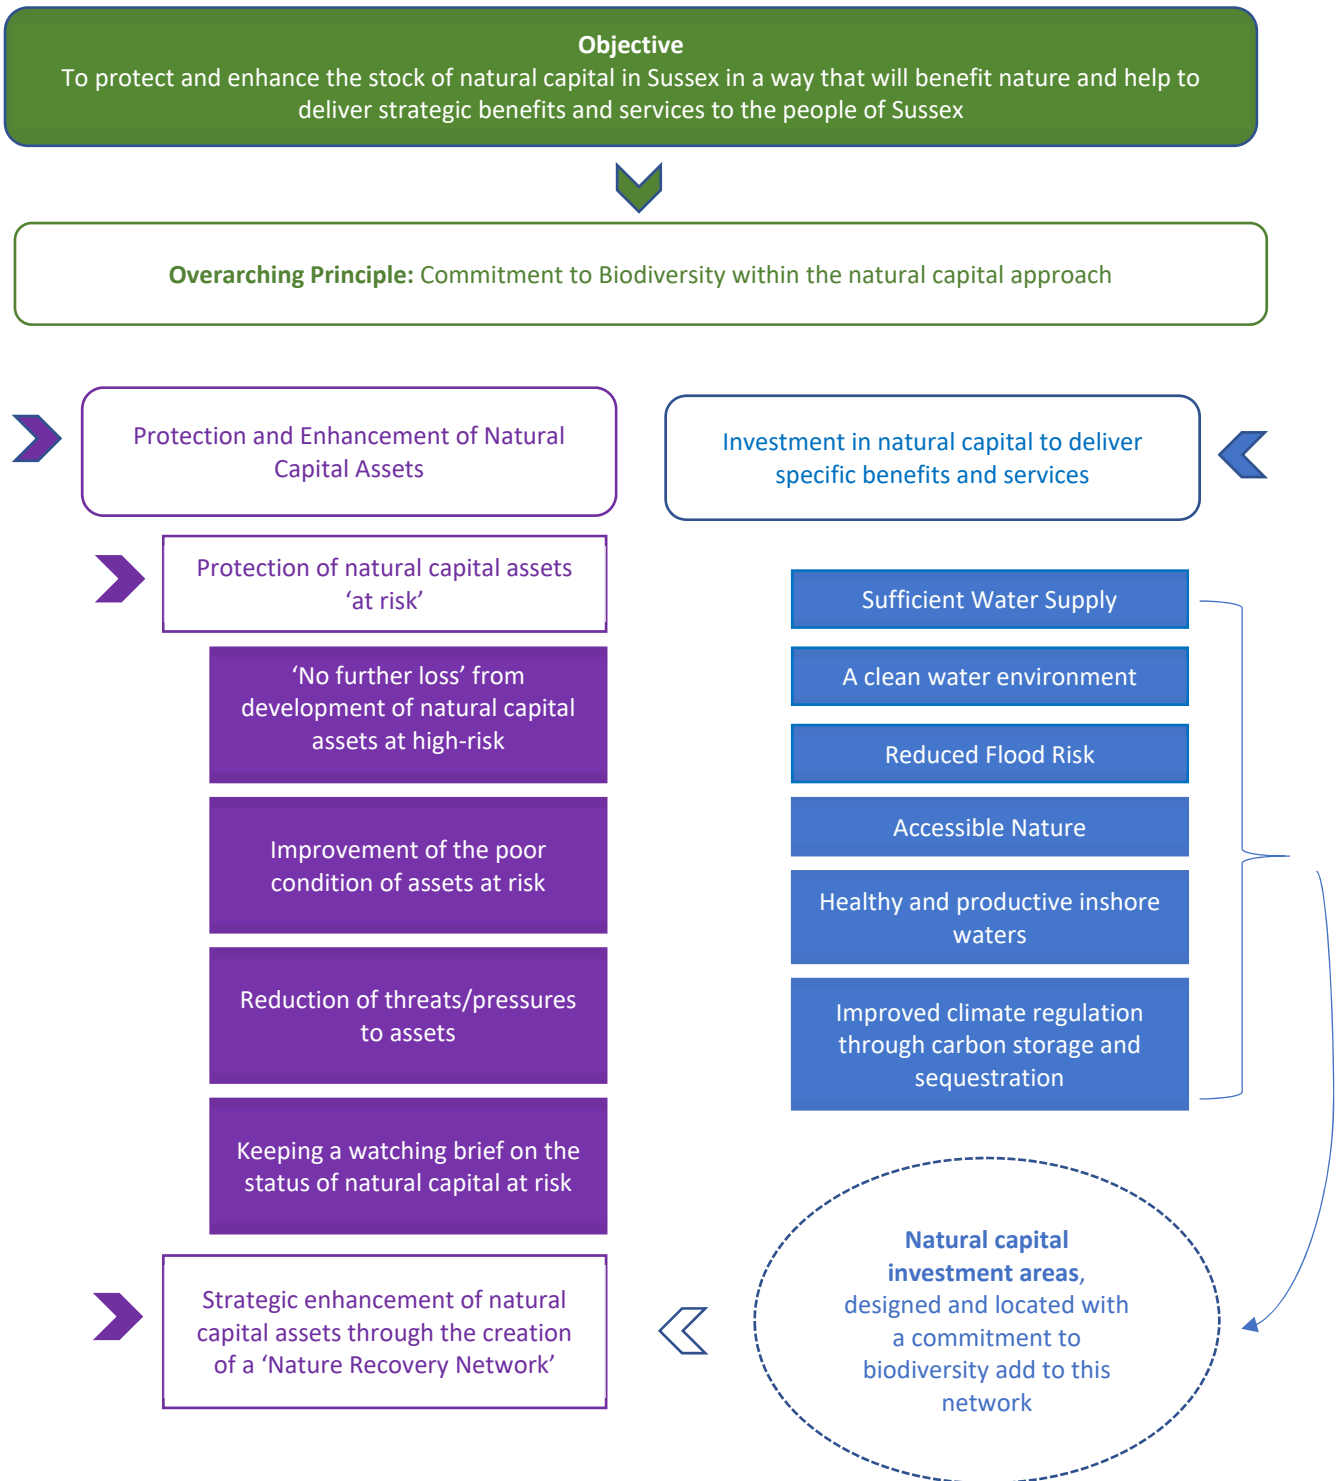 Objective
To protect and enhance the stock of natural capital in Sussex in a way that will benefit nature and help to
deliver strategic benefits and services to the people of Sussex
Overarching Principle: Commitment to Biodiversity within the natural capital approach
Protection and Enhancement of Natural
Capital Assets
Protection of natural capital assets
‘at risk’
‘No further loss’ from
development of natural capital
assets at high-risk
Improvement of the poor
condition of assets at risk
Reduction of threats/pressures
to assets
Keeping a watching brief on the
status of natural capital at risk
Strategic enhancement of natural
capital assets through the creation
of a ‘Nature Recovery Network’
Investment in natural capital to deliver
specific benefits and services
Sufficient Water Supply
A clean water environment
Reduced Flood Risk
Accessible Nature
Healthy and productive inshore
waters
Improved climate regulation
through carbon storage and
sequestration
Natural capital
investment areas,
designed and located with
a commitment to
biodiversity add to this
network